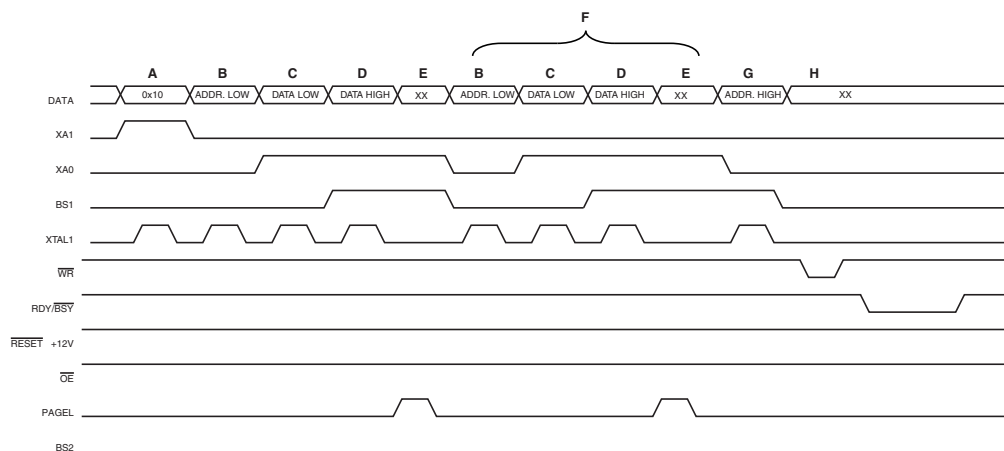 F
A B C D E B C D E G H
DATA 0x10 ADDR. LOW DATA LOW DATA HIGH XX ADDR. LOW DATA LOW DATA HIGH XX ADDR. HIGH XX
XA1
XA0
BS1
XTAL1
WR
RDY/BSY
RESET +12V
OE
PAGEL
BS2